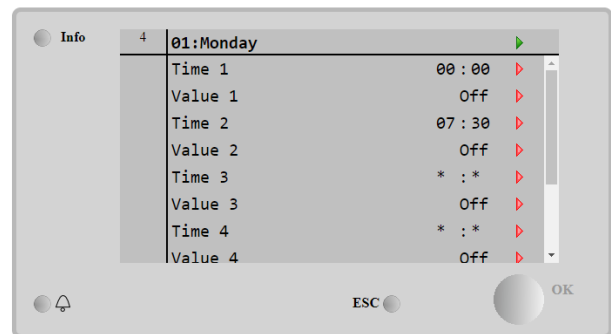 Info
4 01:Monday
Time 1 00:00
Value 1 Off
Time 2 07:30
Value 2 Off
Time 3 * :*
Value 3 Off
Time 4 * :*
Value 4 Off
ESC
OK